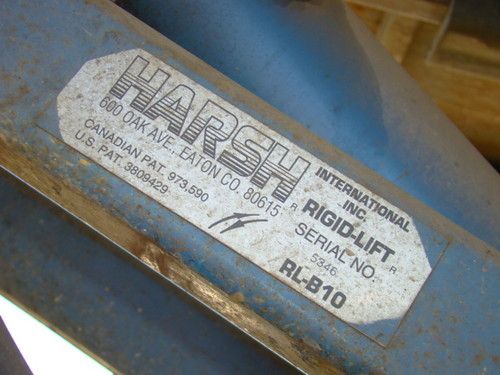 HARSH
INTERNATIONAL
INC.
600 OAK AVE. EATON CO. 80615
RIGID-LIFT
CANADIAN PAT. 973,590
SERIAL NO.
U.S. PAT. 3809429
5346
RL-B10